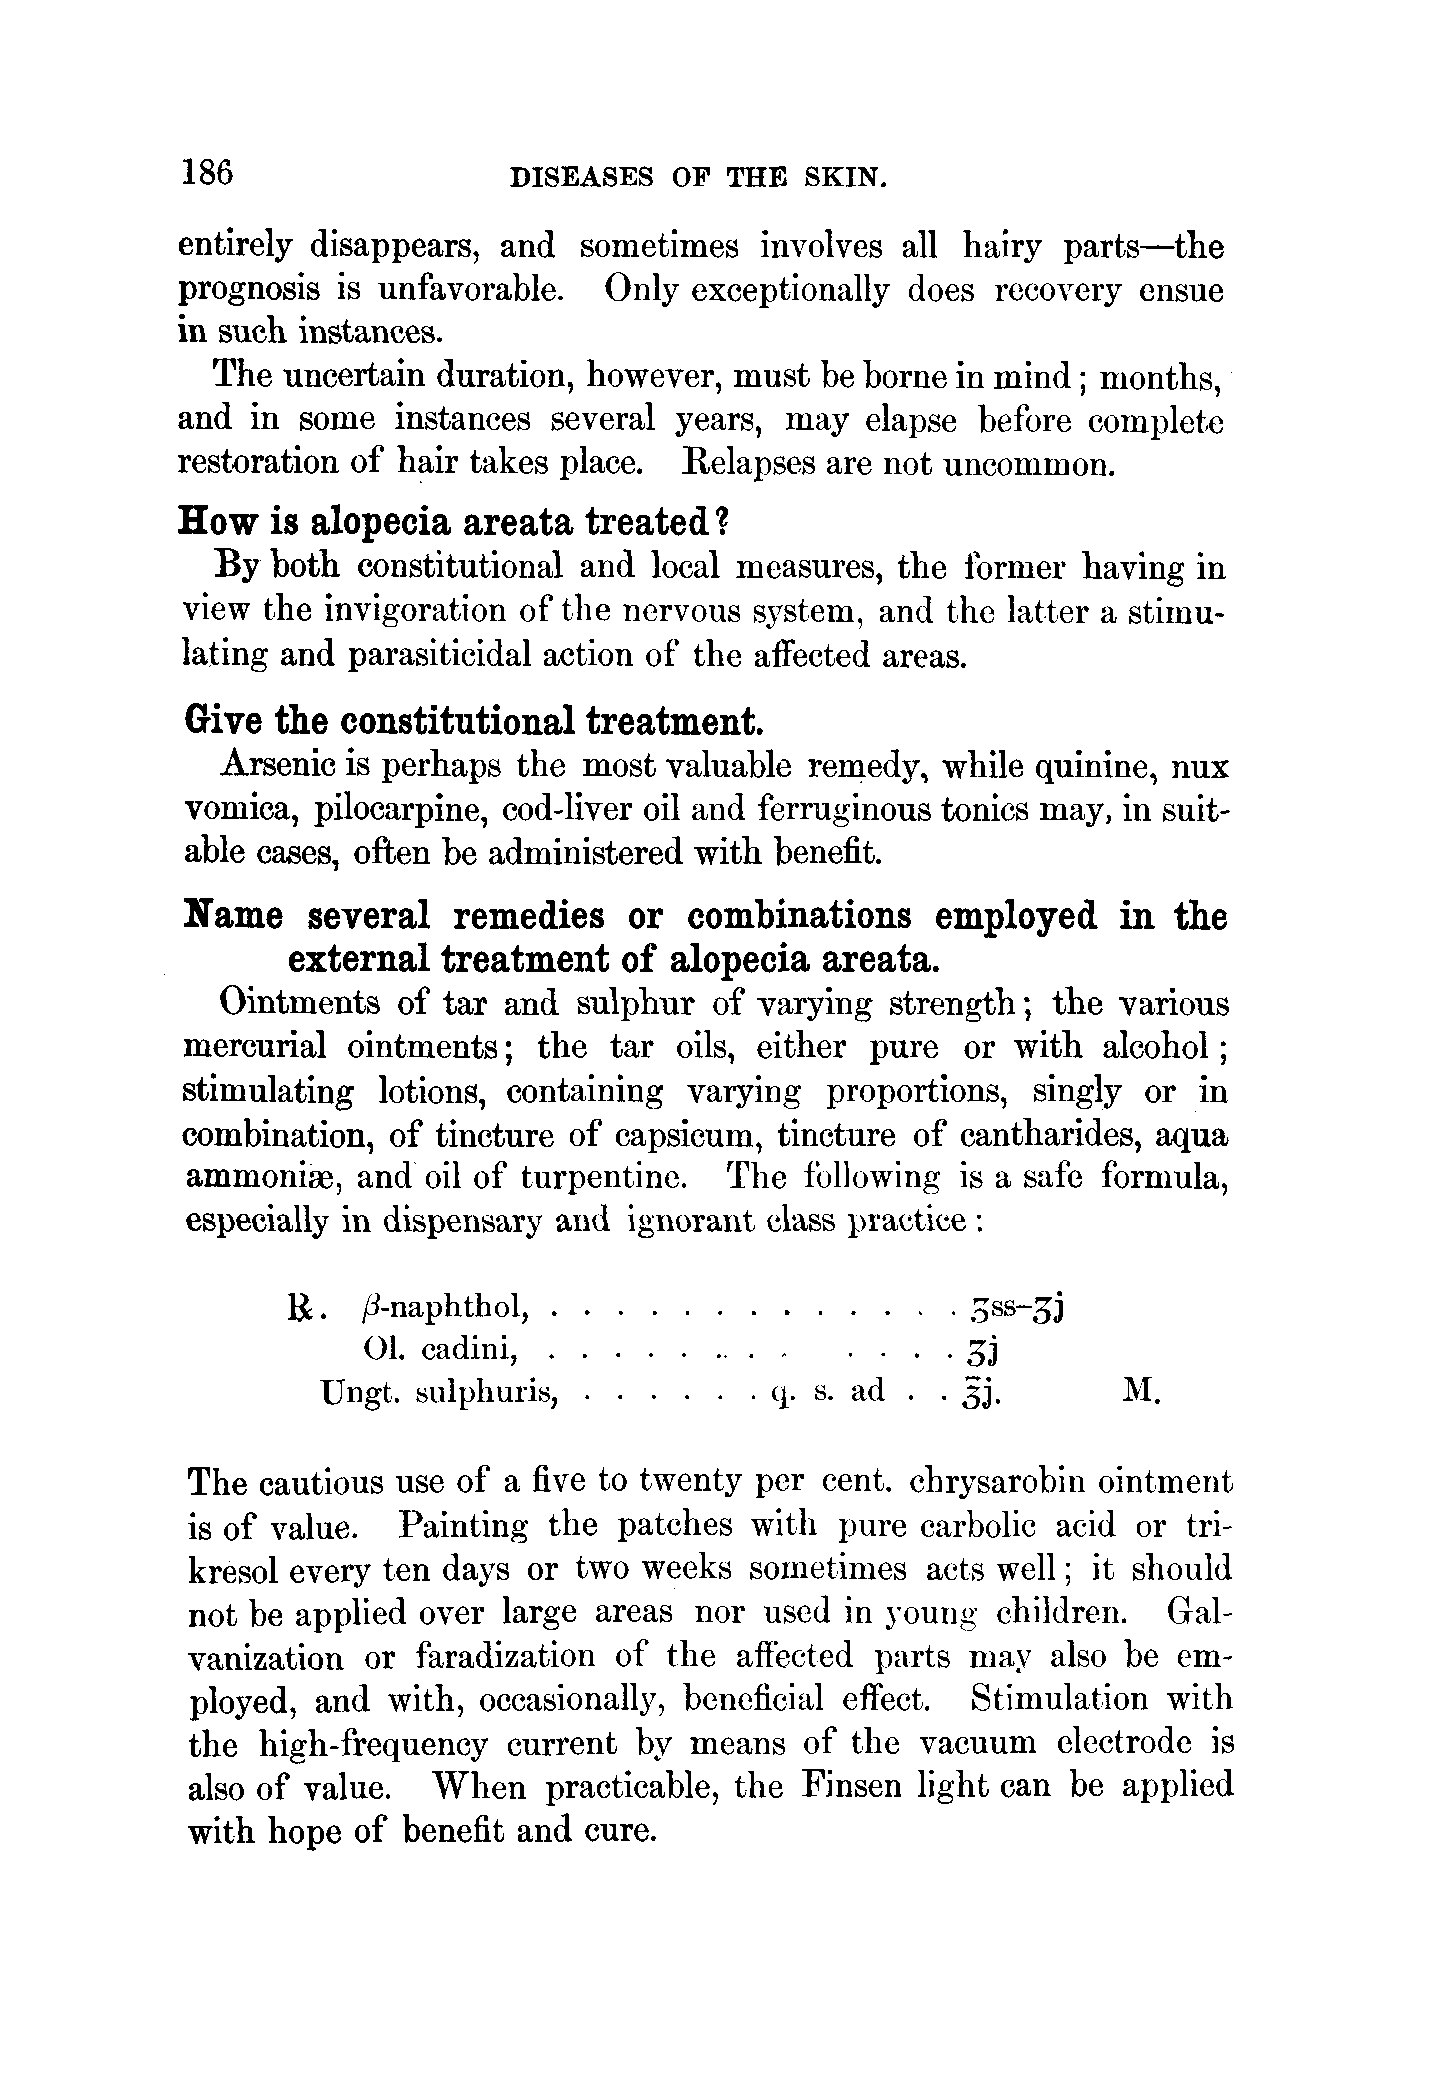 186 DISEASES OF THE SKIN.
entirely disappears, and sometimes involves all hairy parts—the
prognosis is unfavorable. Only exceptionally does recovery ensue
in such instances.
The uncertain duration, however, must be borne in mind; months,
and in some instances several years, may elapse before complete
restoration of hair takes place. Relapses are not uncommon.
How is alopecia areata treated?
By both constitutional and local measures, the former having in
view the invigoration of the nervous system, and the latter a stimu-
lating and parasiticidal action of the affected areas.
Give the constitutional treatment.
Arsenic is perhaps the most valuable remedy, while quinine, nux
vomica, pilocarpine, cod-liver oil and ferruginous tonics may, in suit-
able cases, often be administered with benefit.
Name several remedies or combinations employed in the
external treatment of alopecia areata.
Ointments of tar and sulphur of varying strength; the various
mercurial ointments; the tar oils, either pure or with alcohol;
stimulating lotions, containing varying proportions, singly or in
combination, of tincture of capsicum, tincture of cantharides, aqua
ammoniæ, and oil of turpentine. The following is a safe formula,
especially in dispensary and ignorant class practice:
℞. β-naphthol, . . . . . . . . . . . . . ʒss–ʒj
Ol. cadini, . . . . . . . . . . . . ʒj
Ungt. sulphuris, . . . . . . q. s. ad . . ℥j. M.
The cautious use of a five to twenty per cent. chrysarobin ointment
is of value. Painting the patches with pure carbolic acid or tri-
kresol every ten days or two weeks sometimes acts well; it should
not be applied over large areas nor used in young children. Gal-
vanization or faradization of the affected parts may also be em-
ployed, and with, occasionally, beneficial effect. Stimulation with
the high-frequency current by means of the vacuum electrode is
also of value. When practicable, the Finsen light can be applied
with hope of benefit and cure.